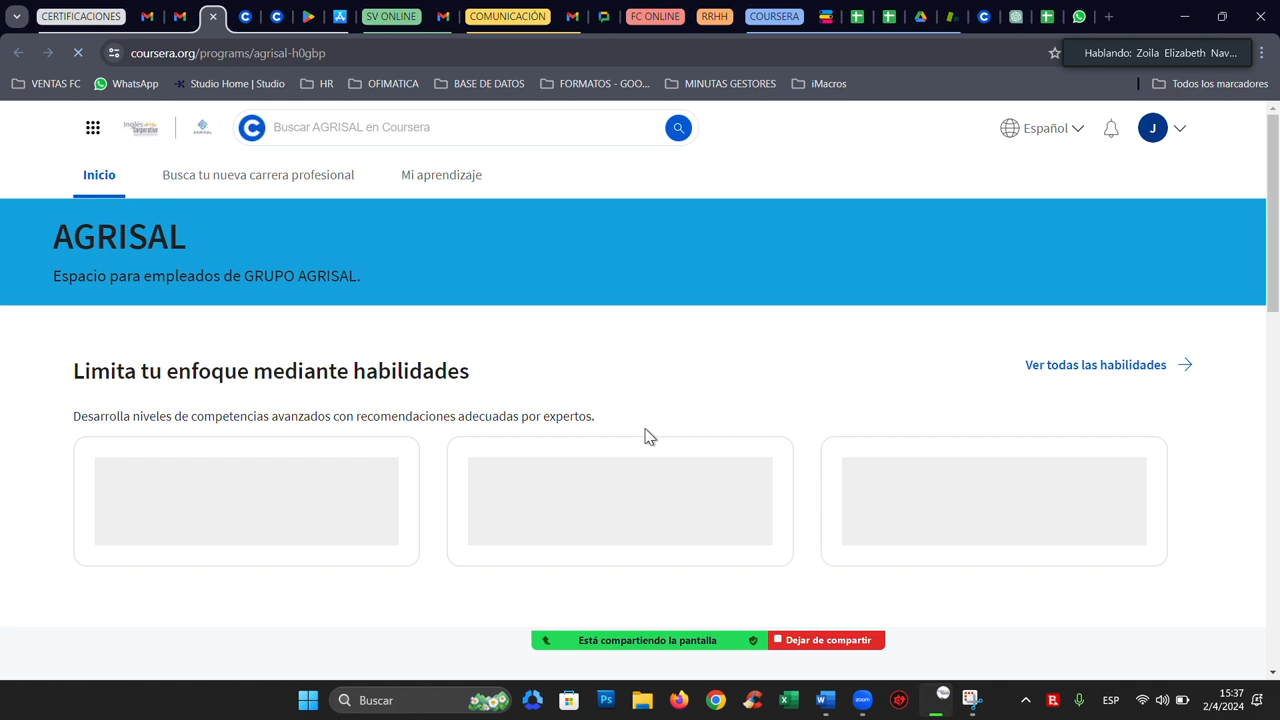 CERTIFICACIONES
SV ONLINE
COMUNICACIÓN
FC ONLINE
RRHH
COURSERA
coursera.org/programs/agrisal-h0gbp
Hablando: Zoila Elizabeth Nav...
VENTAS FC
WhatsApp
Studio Home | Studio
HR
OFIMATICA
BASE DE DATOS
FORMATOS - GOO...
MINUTAS GESTORES
iMacros
Todos los marcadores
Buscar AGRISAL en Coursera
Español
J
Inicio
Busca tu nueva carrera profesional
Mi aprendizaje
AGRISAL
Espacio para empleados de GRUPO AGRISAL.
Limita tu enfoque mediante habilidades
Ver todas las habilidades
Desarrolla niveles de competencias avanzados con recomendaciones adecuadas por expertos.
Está compartiendo la pantalla
Dejar de compartir
Buscar
ESP
15:37
2/4/2024